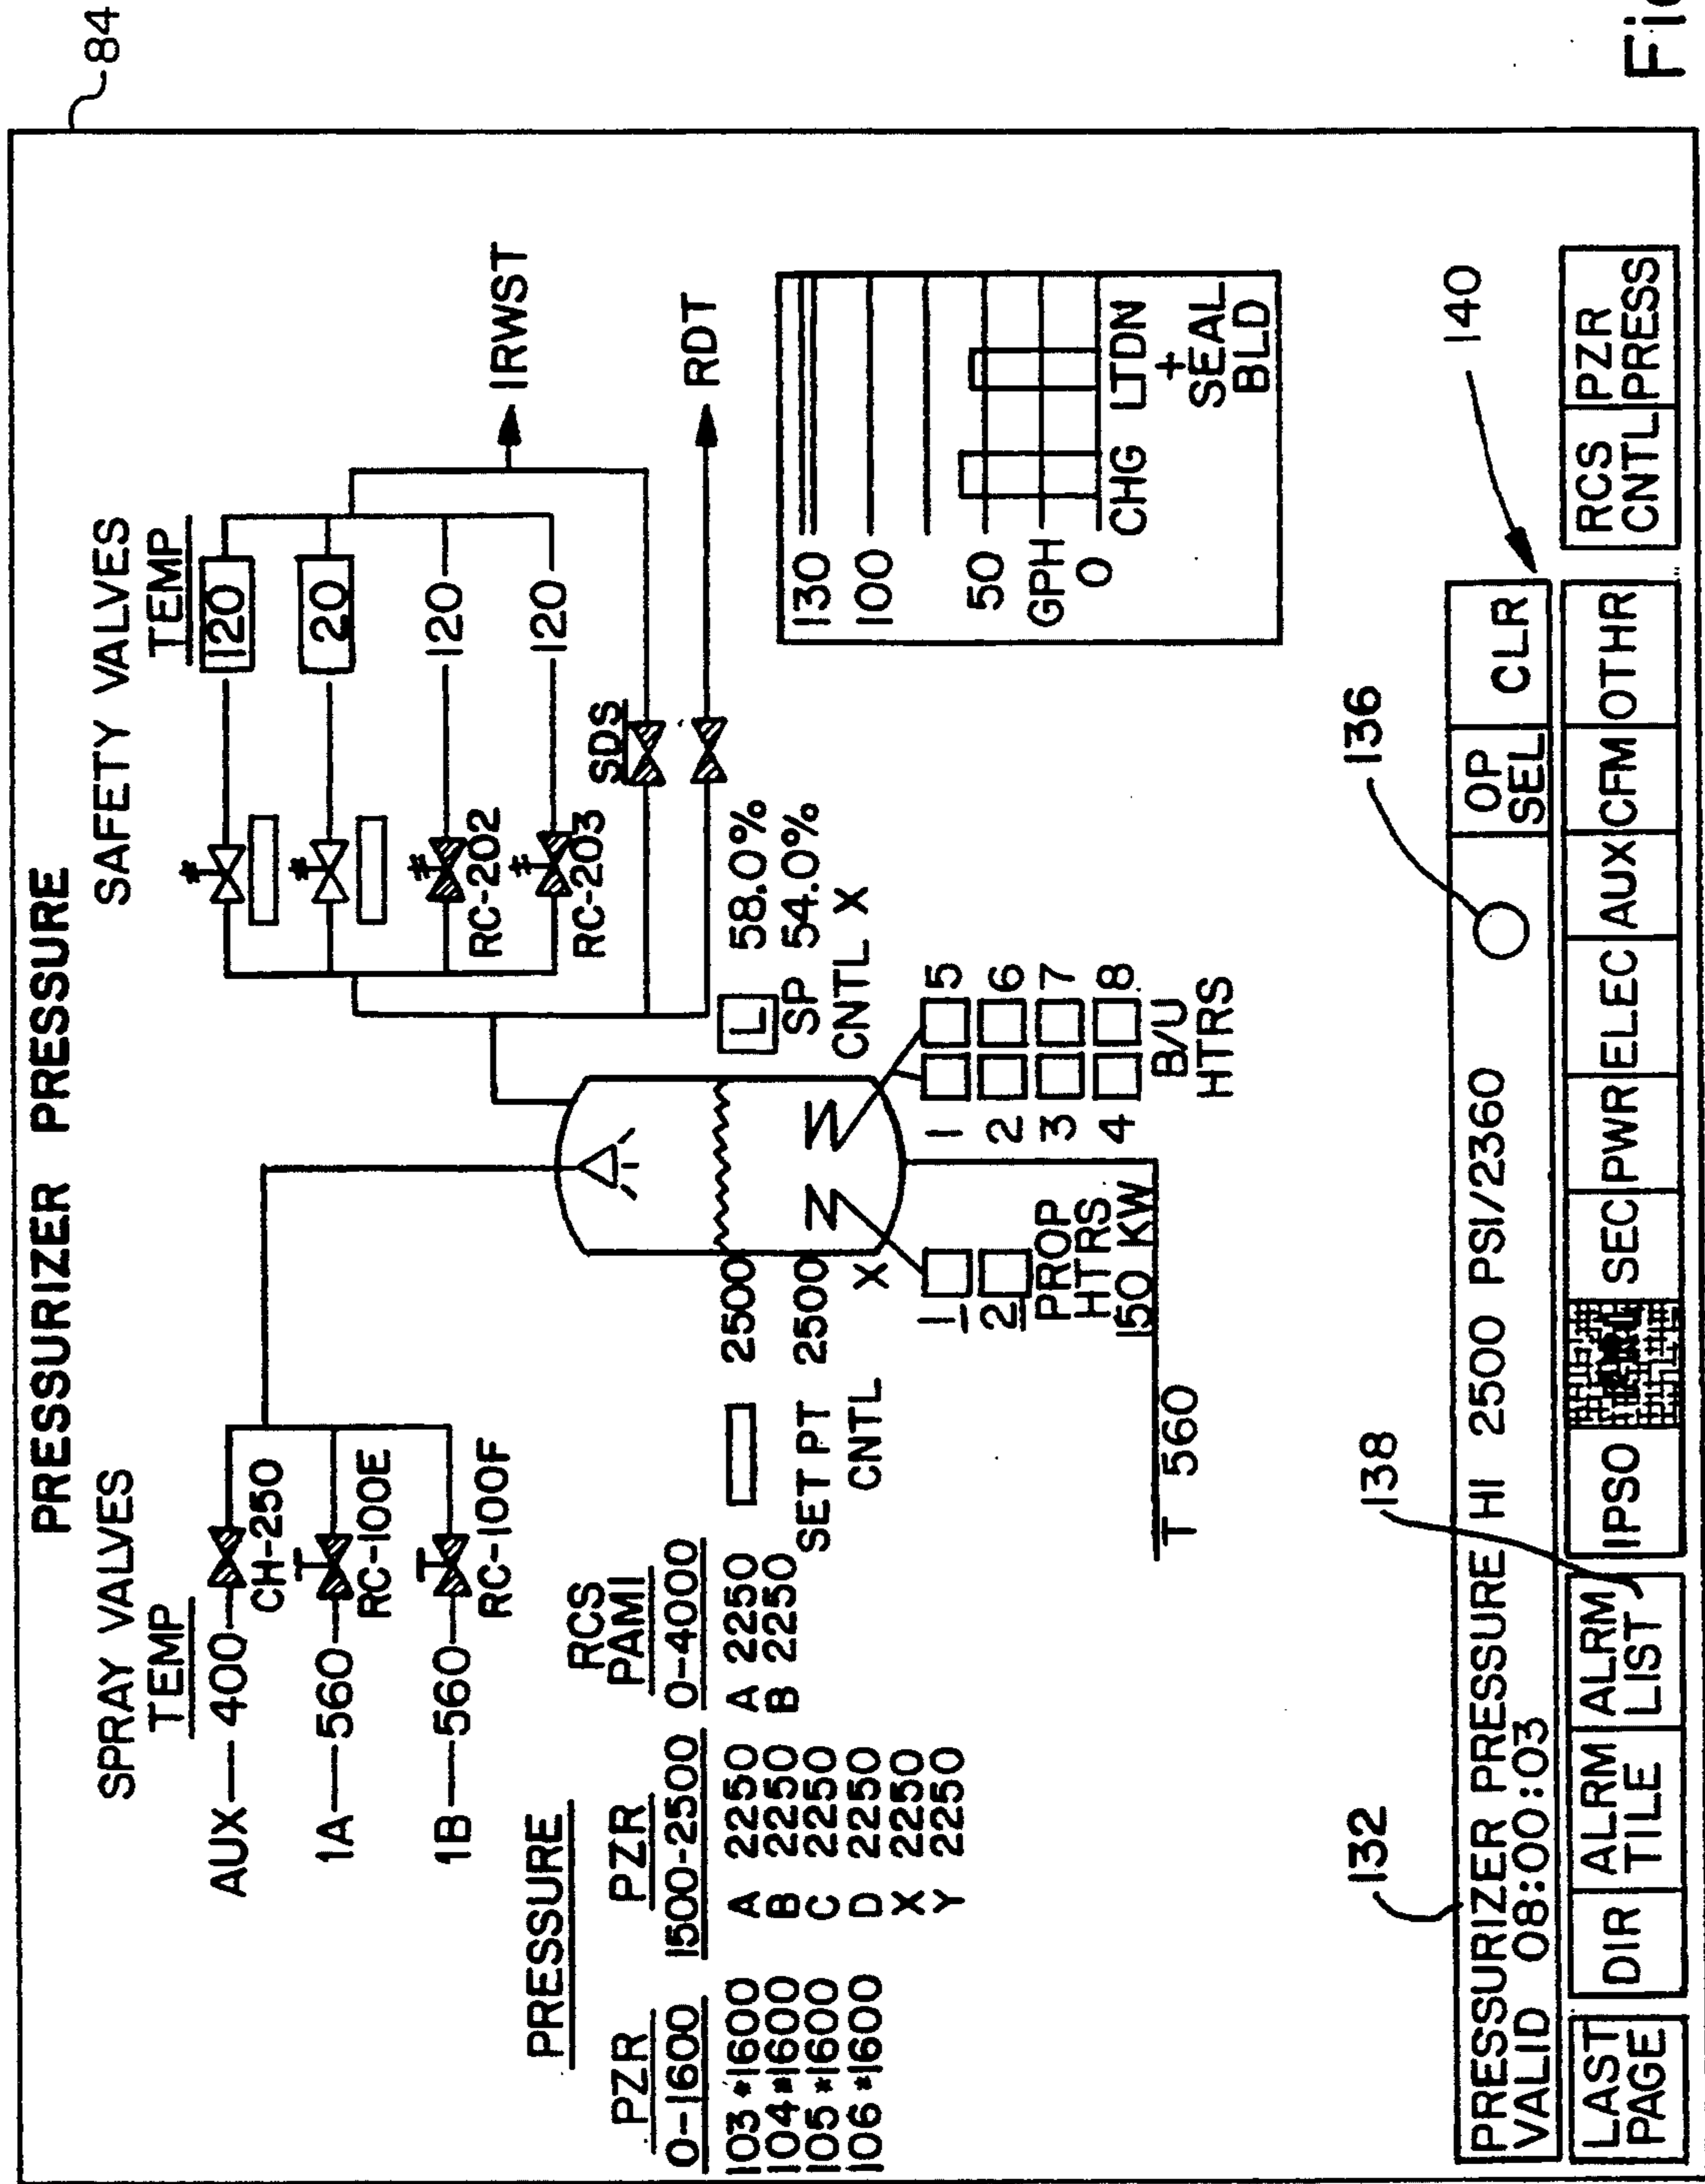 84
PRESSURIZER PRESSURE
SPRAY VALVES
TEMP
AUX 400
CH-250
1A 560
RC-100E
1B 560
RC-100F
SAFETY VALVES
TEMP
120
120
120
RC-202
120
RC-203
IRWST
SDS
RDT
PRESSURE
PZR
0-1600
103 *1600
104 *1600
105 *1600
106 *1600
PZR
1500-2500
A 2250
B 2250
C 2250
D 2250
X 2250
Y 2250
RCS
PAMI
0-4000
A 2250
B 2250
2500
SET PT 2500
CNTL X
L 58.0%
SP 54.0%
CNTL X
1
2
PROP
HTRS
150 KW
1 5
2 6
3 7
4 8
B/U
HTRS
T 560
130
100
50
GPH
0
CHG LTDN
+
SEAL
BLD
132
138
136
140
PRESSURIZER PRESSURE HI 2500 PSI/2360
VALID 08:00:03
OP
SEL
CLR
LAST
PAGE
DIR
ALRM
TILE
ALRM
LIST
IPSO
SEC
PWR
ELEC
AUX
CFM
OTHR
RCS
CNTL
PZR
PRESS